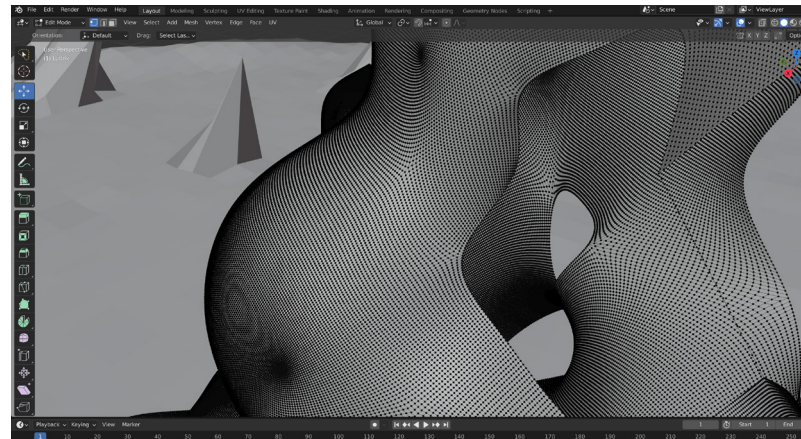 File Edit Render Window Help Layout Modeling Sculpting UV Editing Texture Paint Shading Animation Rendering Compositing Geometry Nodes Scripting + Scene ViewLayer
Edit Mode View Select Add Mesh Vertex Edge Face UV Global
Orientation: Default Drag: Select Las... X Y Z Opti
User Perspective
Playback Keying View Marker 1 Start 1 End
1 10 20 30 40 50 60 70 80 90 100 110 120 130 140 150 160 170 180 190 200 210 220 230 240 250